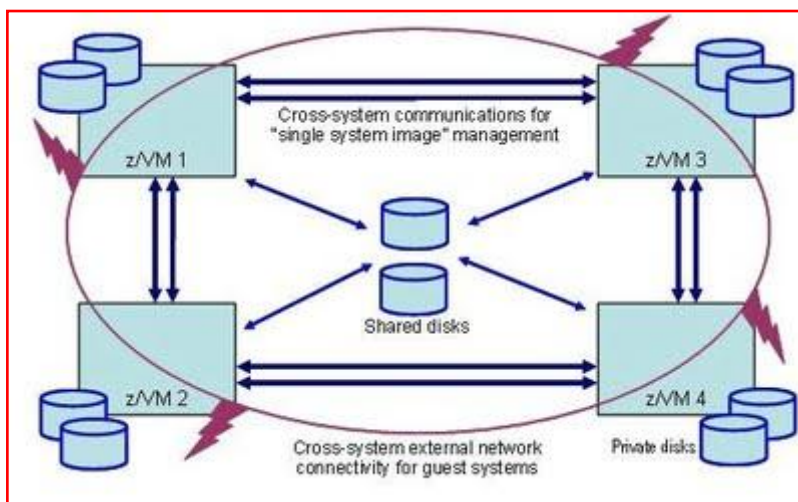 Cross-system communications for
"single system image" management
z/VM 1
z/VM 3
Shared disks
z/VM 2
z/VM 4
Cross-system external network
connectivity for guest systems
Private disks